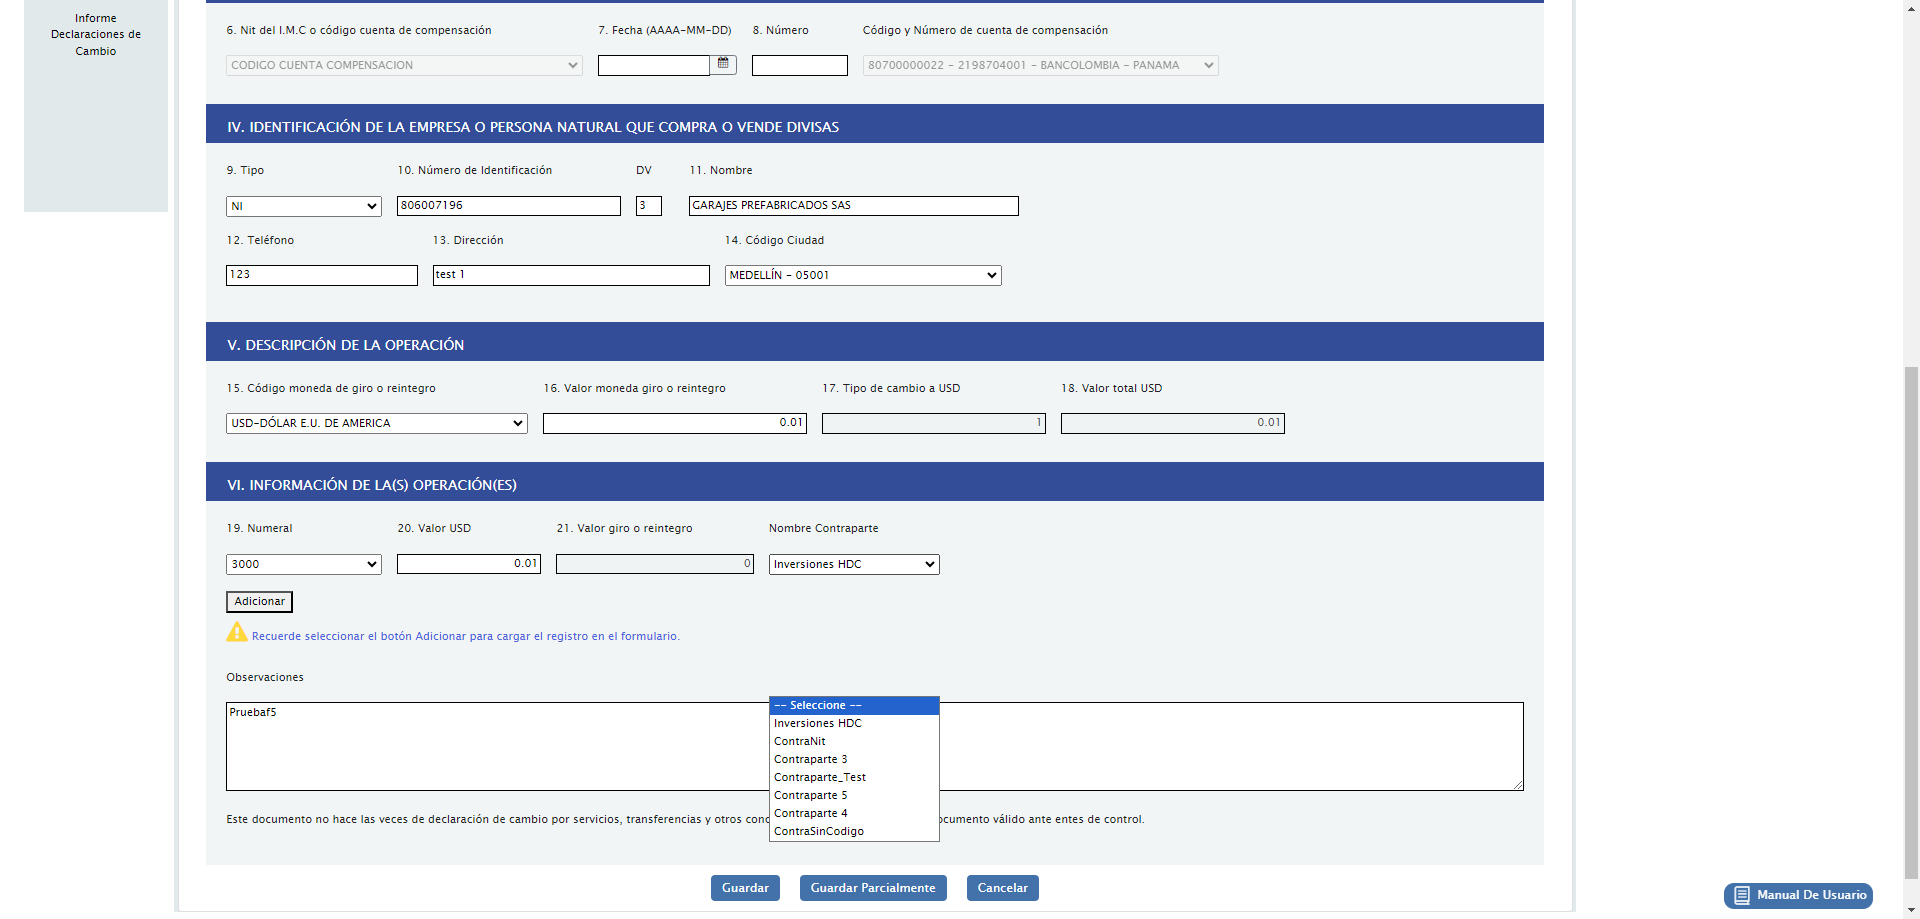 Informe
Declaraciones de
Cambio
6. Nit del I.M.C o código cuenta de compensación
7. Fecha (AAAA-MM-DD)
8. Número
Código y Número de cuenta de compensación
CODIGO CUENTA COMPENSACION
80700000022 - 2198704001 - BANCOLOMBIA - PANAMA
IV. IDENTIFICACIÓN DE LA EMPRESA O PERSONA NATURAL QUE COMPRA O VENDE DIVISAS
9. Tipo
10. Número de Identificación
DV
11. Nombre
NI
806007196
3
GARAJES PREFABRICADOS SAS
12. Teléfono
13. Dirección
14. Código Ciudad
123
test 1
MEDELLÍN - 05001
V. DESCRIPCIÓN DE LA OPERACIÓN
15. Código moneda de giro o reintegro
16. Valor moneda giro o reintegro
17. Tipo de cambio a USD
18. Valor total USD
USD-DÓLAR E.U. DE AMERICA
0.01
1
0.01
VI. INFORMACIÓN DE LA(S) OPERACIÓN(ES)
19. Numeral
20. Valor USD
21. Valor giro o reintegro
Nombre Contraparte
3000
0.01
0
Inversiones HDC
Adicionar
Recuerde seleccionar el botón Adicionar para cargar el registro en el formulario.
Observaciones
Pruebaf5
-- Seleccione --
Inversiones HDC
ContraNit
Contraparte 3
Contraparte_Test
Contraparte 5
Contraparte 4
ContraSinCodigo
Este documento no hace las veces de declaración de cambio por servicios, transferencias y otros conc
ocumento válido ante entes de control.
Guardar
Guardar Parcialmente
Cancelar
Manual De Usuario